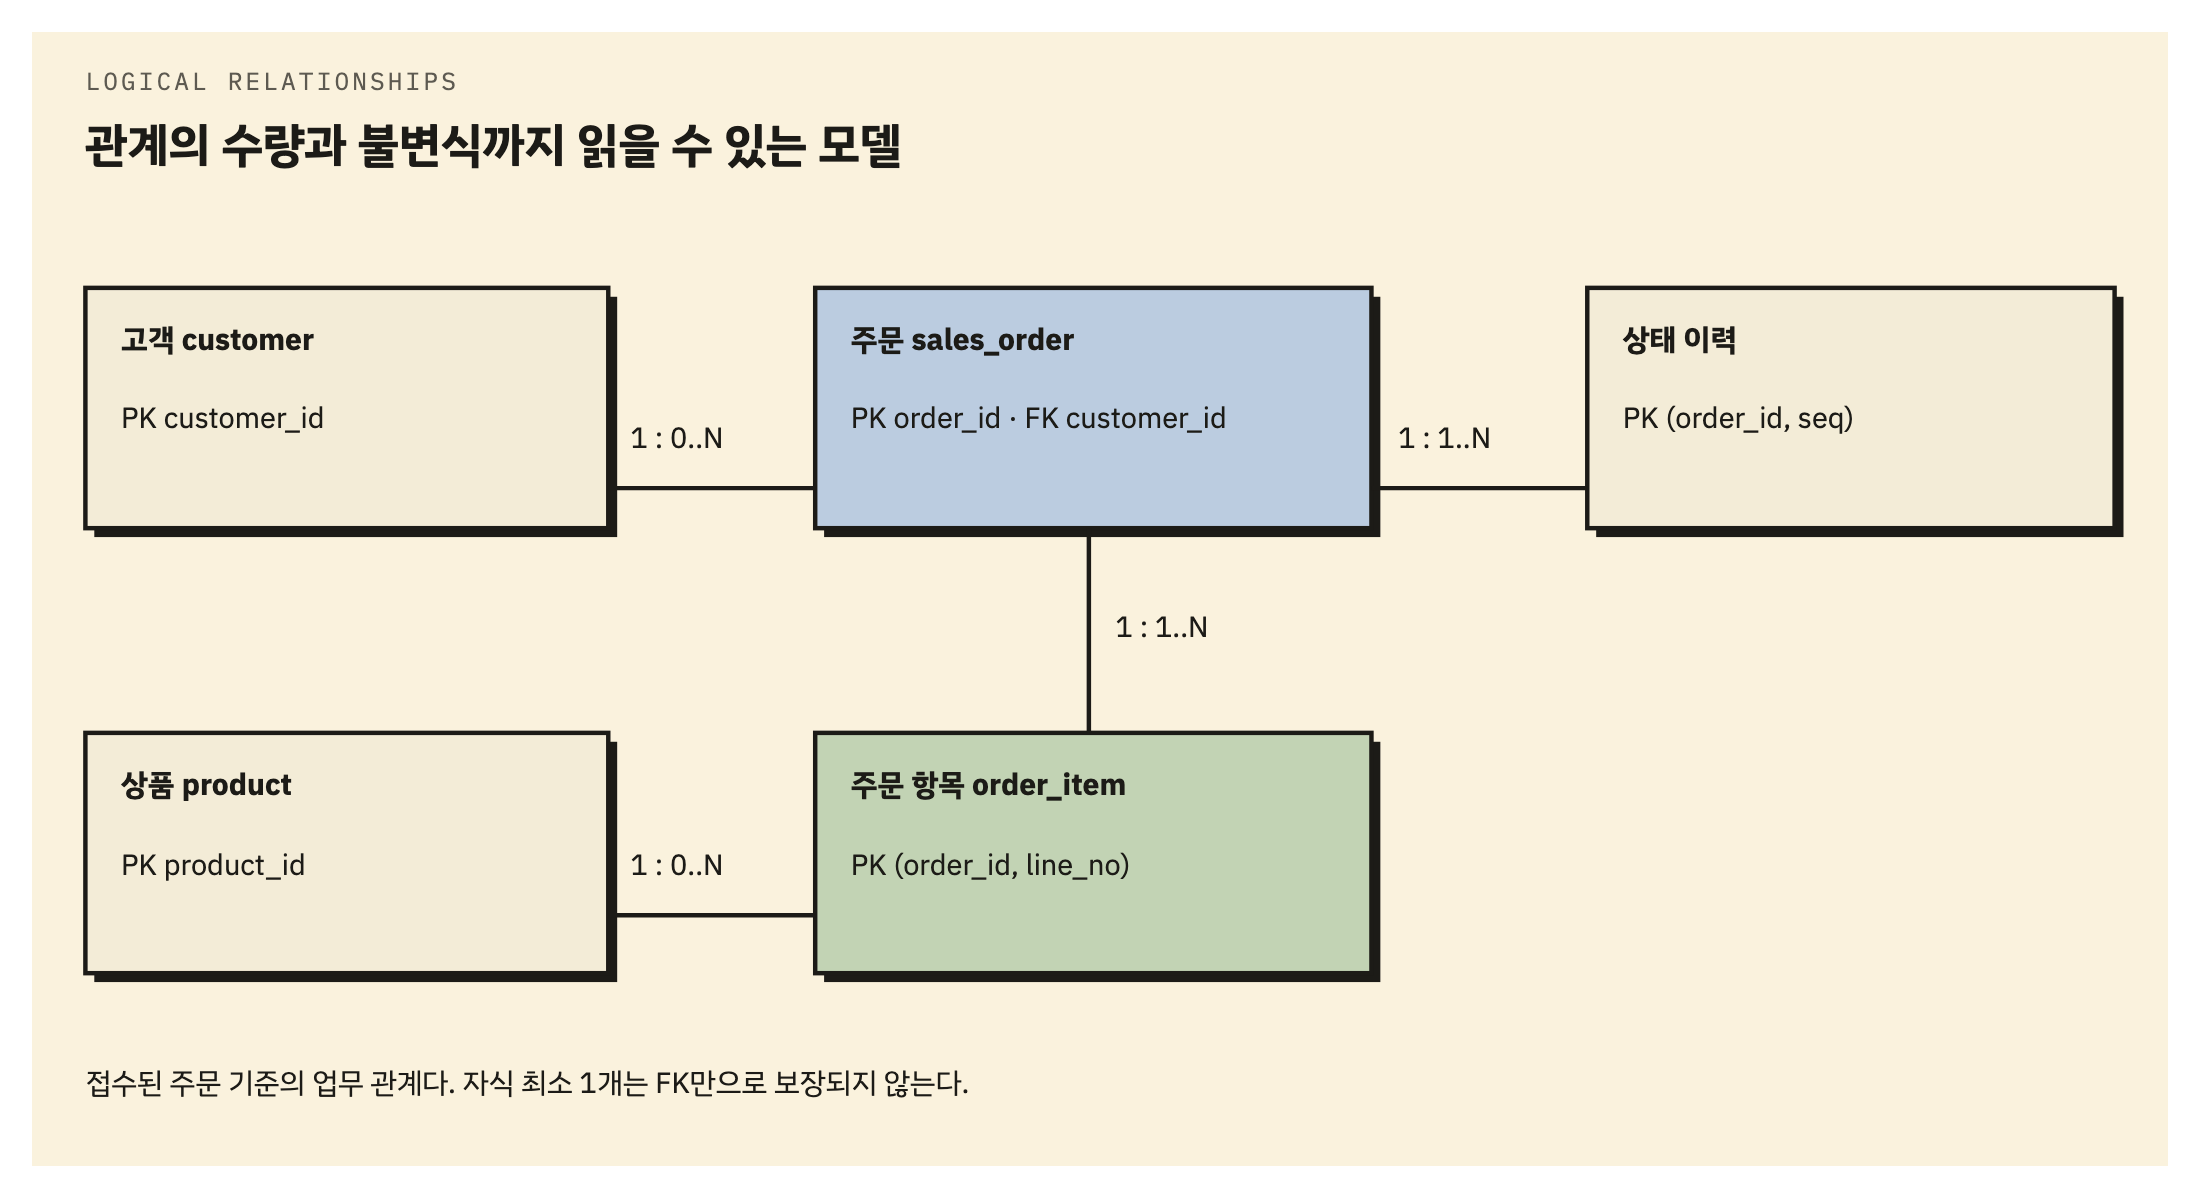 LOGICAL RELATIONSHIPS
관계의 수량과 불변식까지 읽을 수 있는 모델
고객 customer
PK customer_id
1 : 0..N
주문 sales_order
PK order_id · FK customer_id
1 : 1..N
상태 이력
PK (order_id, seq)
1 : 1..N
상품 product
PK product_id
1 : 0..N
주문 항목 order_item
PK (order_id, line_no)
접수된 주문 기준의 업무 관계다. 자식 최소 1개는 FK만으로 보장되지 않는다.